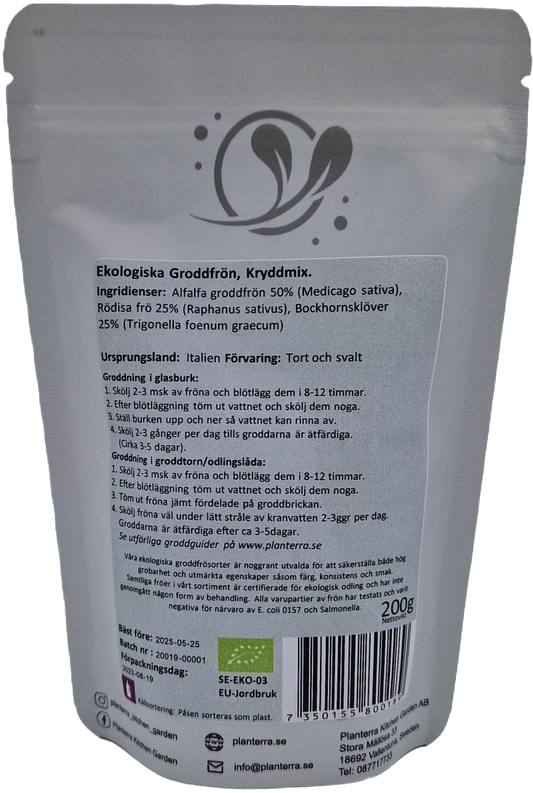 Ekologiska Groddfrön, Kryddmix.
Ingridienser: Alfalfa groddfrön 50% (Medicago sativa),
Rödisa frö 25% (Raphanus sativus), Bockhornsklöver
25% (Trigonella foenum graecum)
Ursprungsland: Italien Förvaring: Tort och svalt
Groddning i glasburk:
1. Skölj 2-3 msk av fröna och blötlägg dem i 8-12 timmar.
2. Efter blötläggning töm ut vattnet och skölj dem noga.
3. Ställ burken upp och ner så vattnet kan rinna av.
4. Skölj 2-3 gånger per dag tills groddarna är ätfärdiga.
(Cirka 3-5 dagar).
Groddning i groddtorn/odlingslåda:
1. Skölj 2-3 msk av fröna och blötlägg dem i 8-12 timmar.
2. Efter blötläggning töm ut vattnet och skölj dem noga.
3. Töm ut fröna jämt fördelade på groddbrickan.
4. Skölj fröna väl under lätt stråle av kranvatten 2-3ggr per dag.
Groddarna är ätfärdiga efter ca 3-5dagar.
Se utförliga groddguider på www.planterra.se
Våra ekologiska groddfrösorter är noggrant utvalda för att säkerställa både hög
grobarhet och utmärkta egenskaper såsom färg, konsistens och smak.
Samtliga fröer i vårt sortiment är certifierade för ekologisk odling och har inte
genomgått någon form av behandling. Alla varupartier av frön har testats och varit
negativa för närvaro av E. coli 0157 och Salmonella.
200g
Nettovikt
Bäst före: 2025-05-25
Batch nr : 20019-00001
Förpackningsdag:
2023-08-19
SE-EKO-03
EU-Jordbruk
Källsortering: Påsen sorteras som plast.
7 350155 80018
planterra_kitchen_garden
Planterra Kitchen Garden
planterra.se
info@planterra.se
Planterra Kitchen Garden AB
Stora Mällösa 33
18692 Vallentuna, Sweden
Tel: 087717733